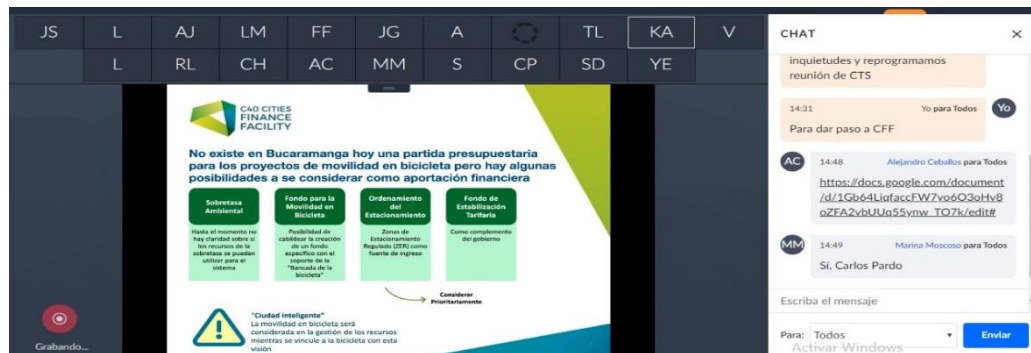 JS L AJ LM FF JG A TL KA V
L RL CH AC MM S CP SD YE
C40 CITIES
FINANCE
FACILITY
No existe en Bucaramanga hoy una partida presupuestaria
para los proyectos de movilidad en bicicleta pero hay algunas
posibilidades a se considerar como aportación financiera
Sobretasa
Ambiental
Hasta el momento no
hay claridad sobre si
los recursos de la
sobretasa se pueden
utilizar para el
sistema
Fondo para la
Movilidad en
Bicicleta
Posibilidad de
cabildear la creación
de un fondo
específico con el
soporte de la
"Bancada de la
bicicleta"
Ordenamiento
del
Estacionamiento
Zonas de
Estacionamiento
Regulado (ZER) como
fuente de ingreso
Fondo de
Estabilización
Tarifaria
Como complemento
del gobierno
Considerar
Prioritariamente
"Ciudad inteligente"
La movilidad en bicicleta será
considerada en la gestión de los recursos
mientras se vincule a la bicicleta con esta
visión
Grabando...
CHAT
inquietudes y reprogramamos
reunión de CTS
14:31 Yo para Todos Yo
Para dar paso a CFF
AC 14:48 Alejandro Ceballos para Todos
https://docs.google.com/document
/d/1Gb64LiqfaccFW7vo6O3oHv8
oZFA2vbUUq55ynw_TO7k/edit#
MM 14:49 Marina Moscoso para Todos
Sí, Carlos Pardo
Escriba el mensaje
Para: Todos Enviar
Activar Windows